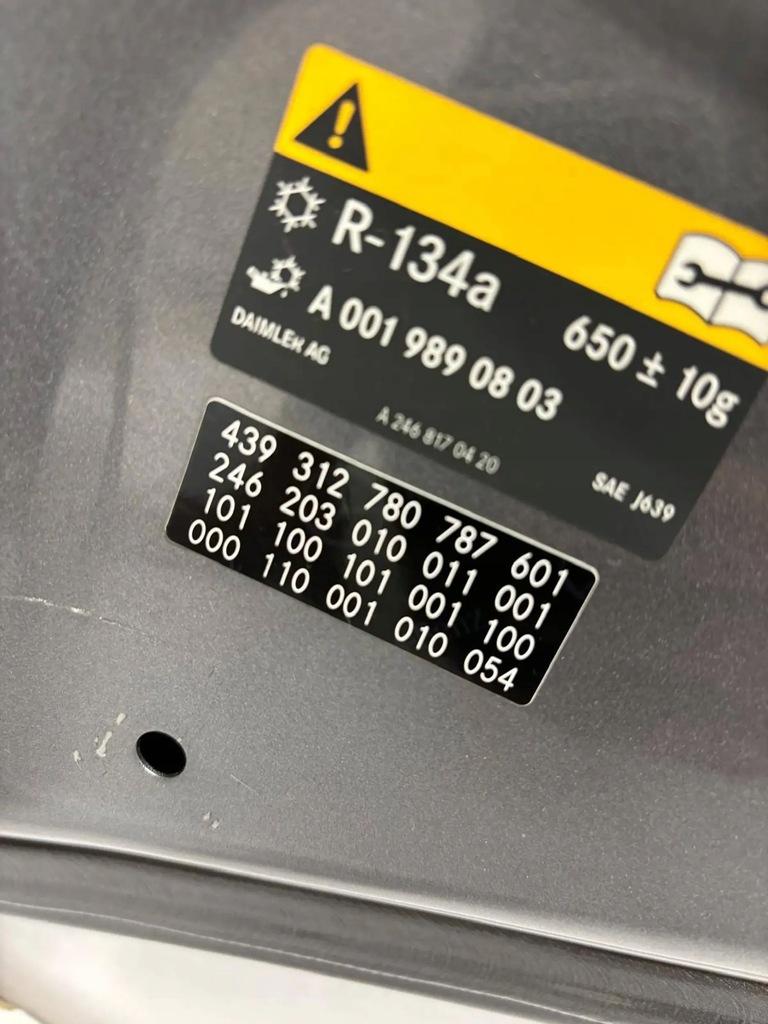 R-134a 650 ± 10g
A 001 989 08 03
DAIMLER AG
A 246 817 04 20
SAE J639
439 312 780 787 601
246 203 010 011 001
101 100 101 001 100
000 110 001 010 054